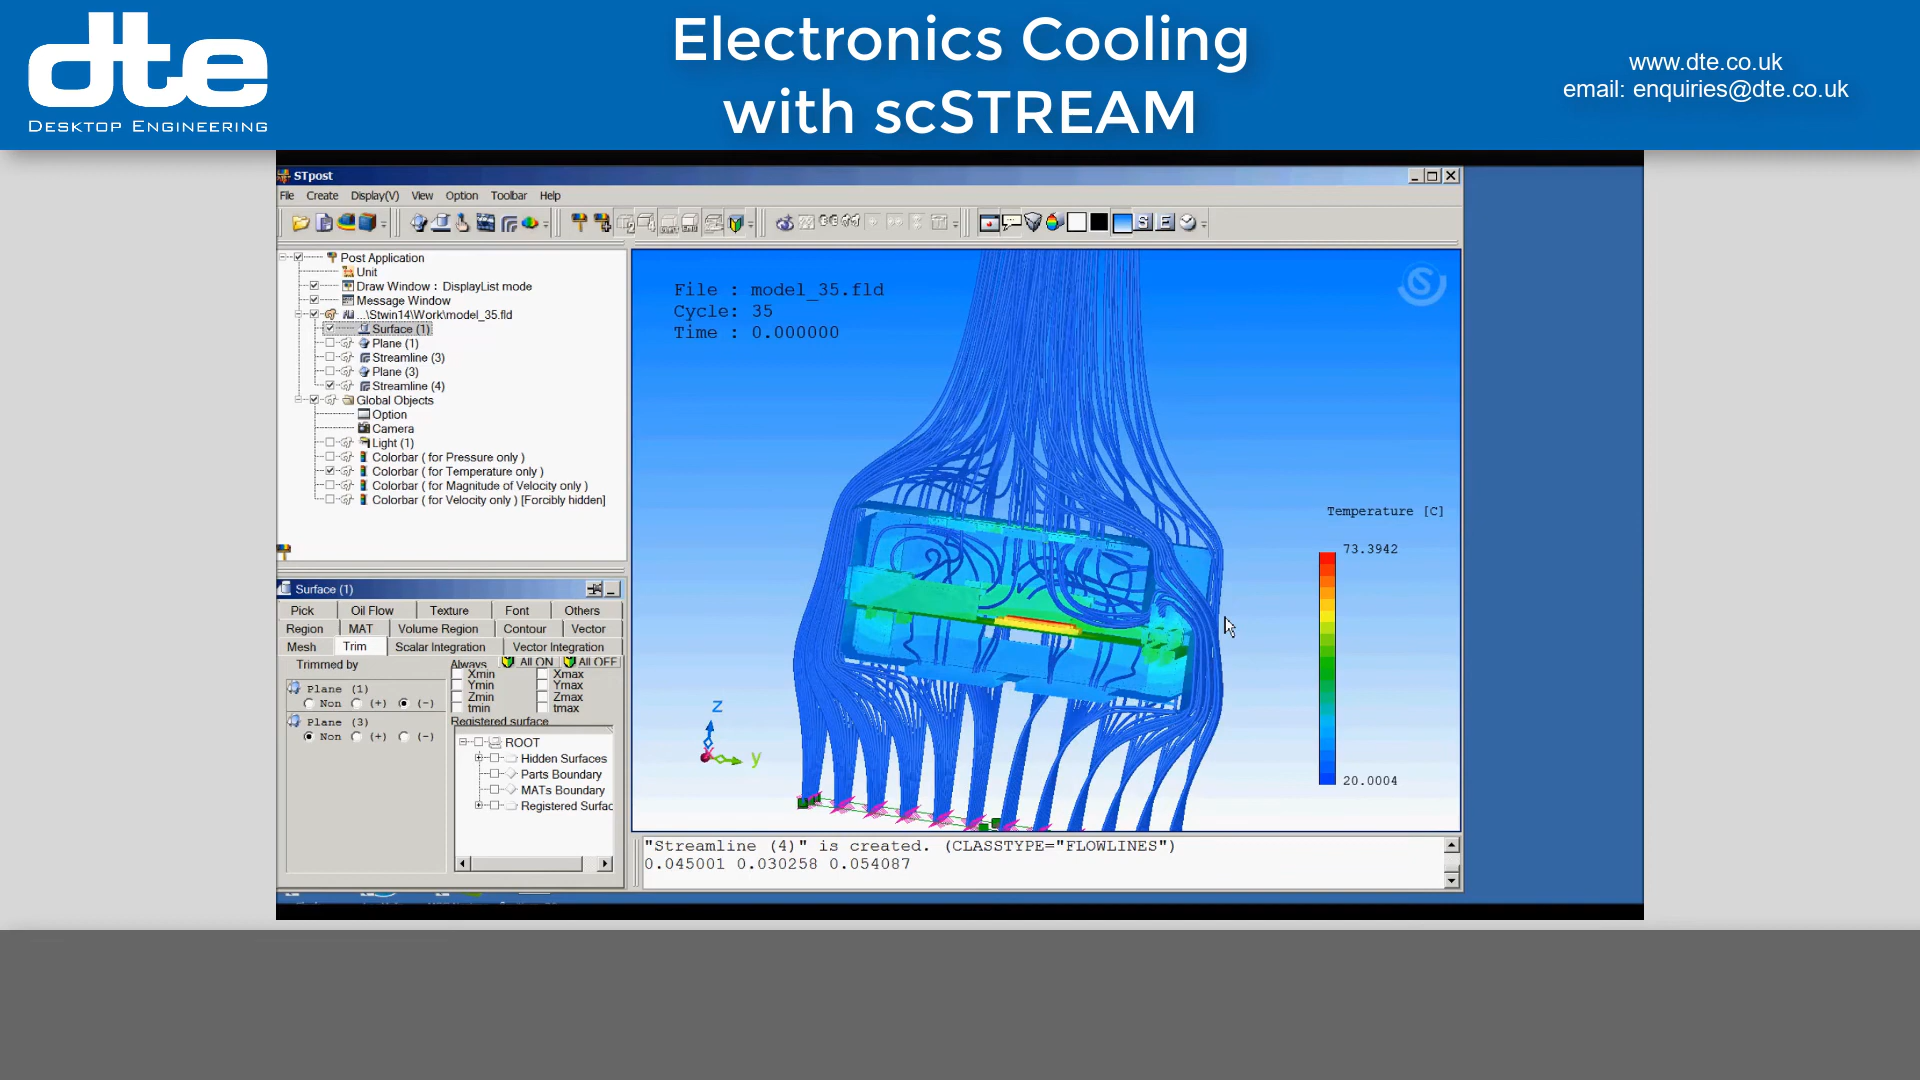 dte
DESKTOP ENGINEERING
Electronics Cooling
with scSTREAM
www.dte.co.uk
email: enquiries@dte.co.uk
STpost
File Create Display(V) View Option Toolbar Help
S E
Post Application
Unit
Draw Window : DisplayList mode
Message Window
...\Stwin14\Work\model_35.fld
Surface (1)
Plane (1)
Streamline (3)
Plane (3)
Streamline (4)
Global Objects
Option
Camera
Light (1)
Colorbar ( for Pressure only )
Colorbar ( for Temperature only )
Colorbar ( for Magnitude of Velocity only )
Colorbar ( for Velocity only ) [Forcibly hidden]
Surface (1)
Pick Oil Flow Texture Font Others
Region MAT Volume Region Contour Vector
Mesh Trim Scalar Integration Vector Integration
Trimmed by
Plane (1)
Non (+) (-)
Plane (3)
Non (+) (-)
Always All ON All OFF
Xmin Xmax
Ymin Ymax
Zmin Zmax
tmin tmax
Registered surface
ROOT
Hidden Surfaces
Parts Boundary
MATs Boundary
Registered Surfac
File : model_35.fld
Cycle: 35
Time : 0.000000
Temperature [C]
73.3942
20.0004
z
y
"Streamline (4)" is created. (CLASSTYPE="FLOWLINES")
0.045001 0.030258 0.054087